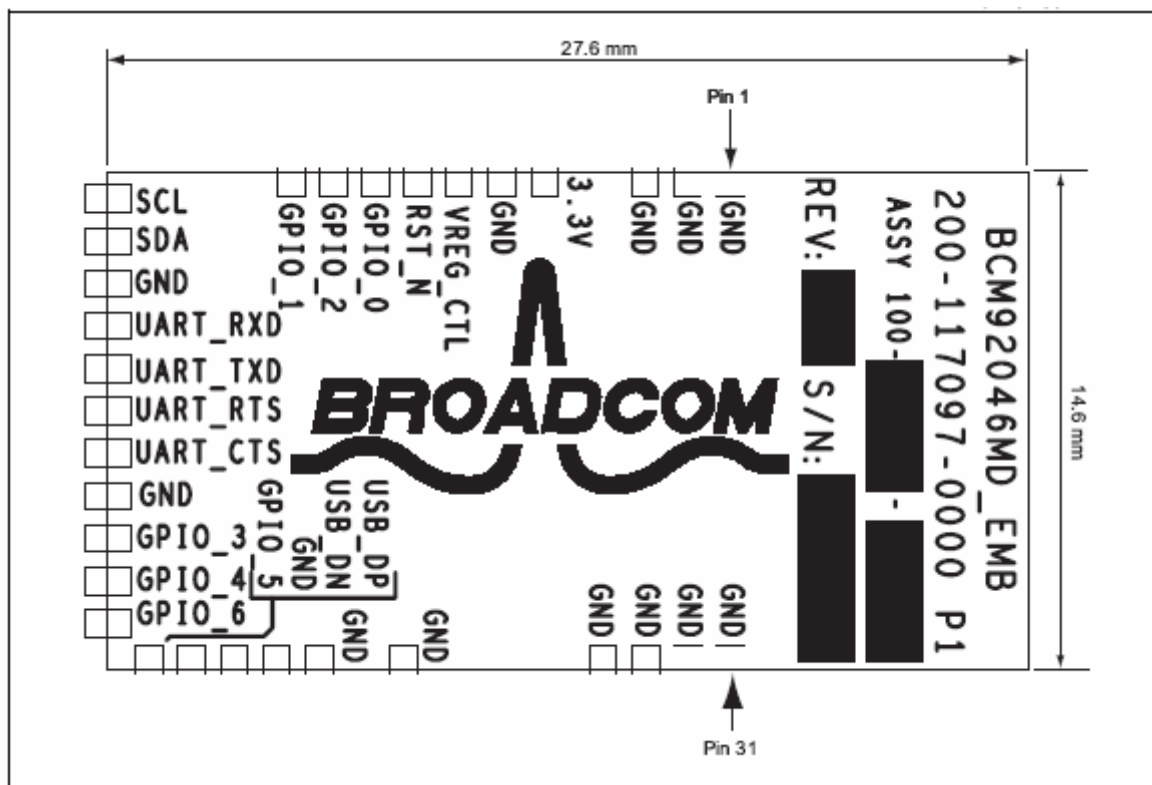 27.6 mm
Pin 1
SCL
SDA
GND
UART_RXD
UART_TXD
UART_RTS
UART_CTS
GND
GPIO_3
GPIO_4
GPIO_6
GPIO_1
GPIO_2
GPIO_0
RST_N
VREG_CTL
GND
3.3V
GND
GND
GND
REV:
S/N:
ASSY 100-
-
200-117097-0000 P1
BCM92046MD_EMB
14.6 mm
BROADCOM
GPIO_5
GND
USB_DN
USB_DP
GND
GND
GND
GND
GND
GND
Pin 31